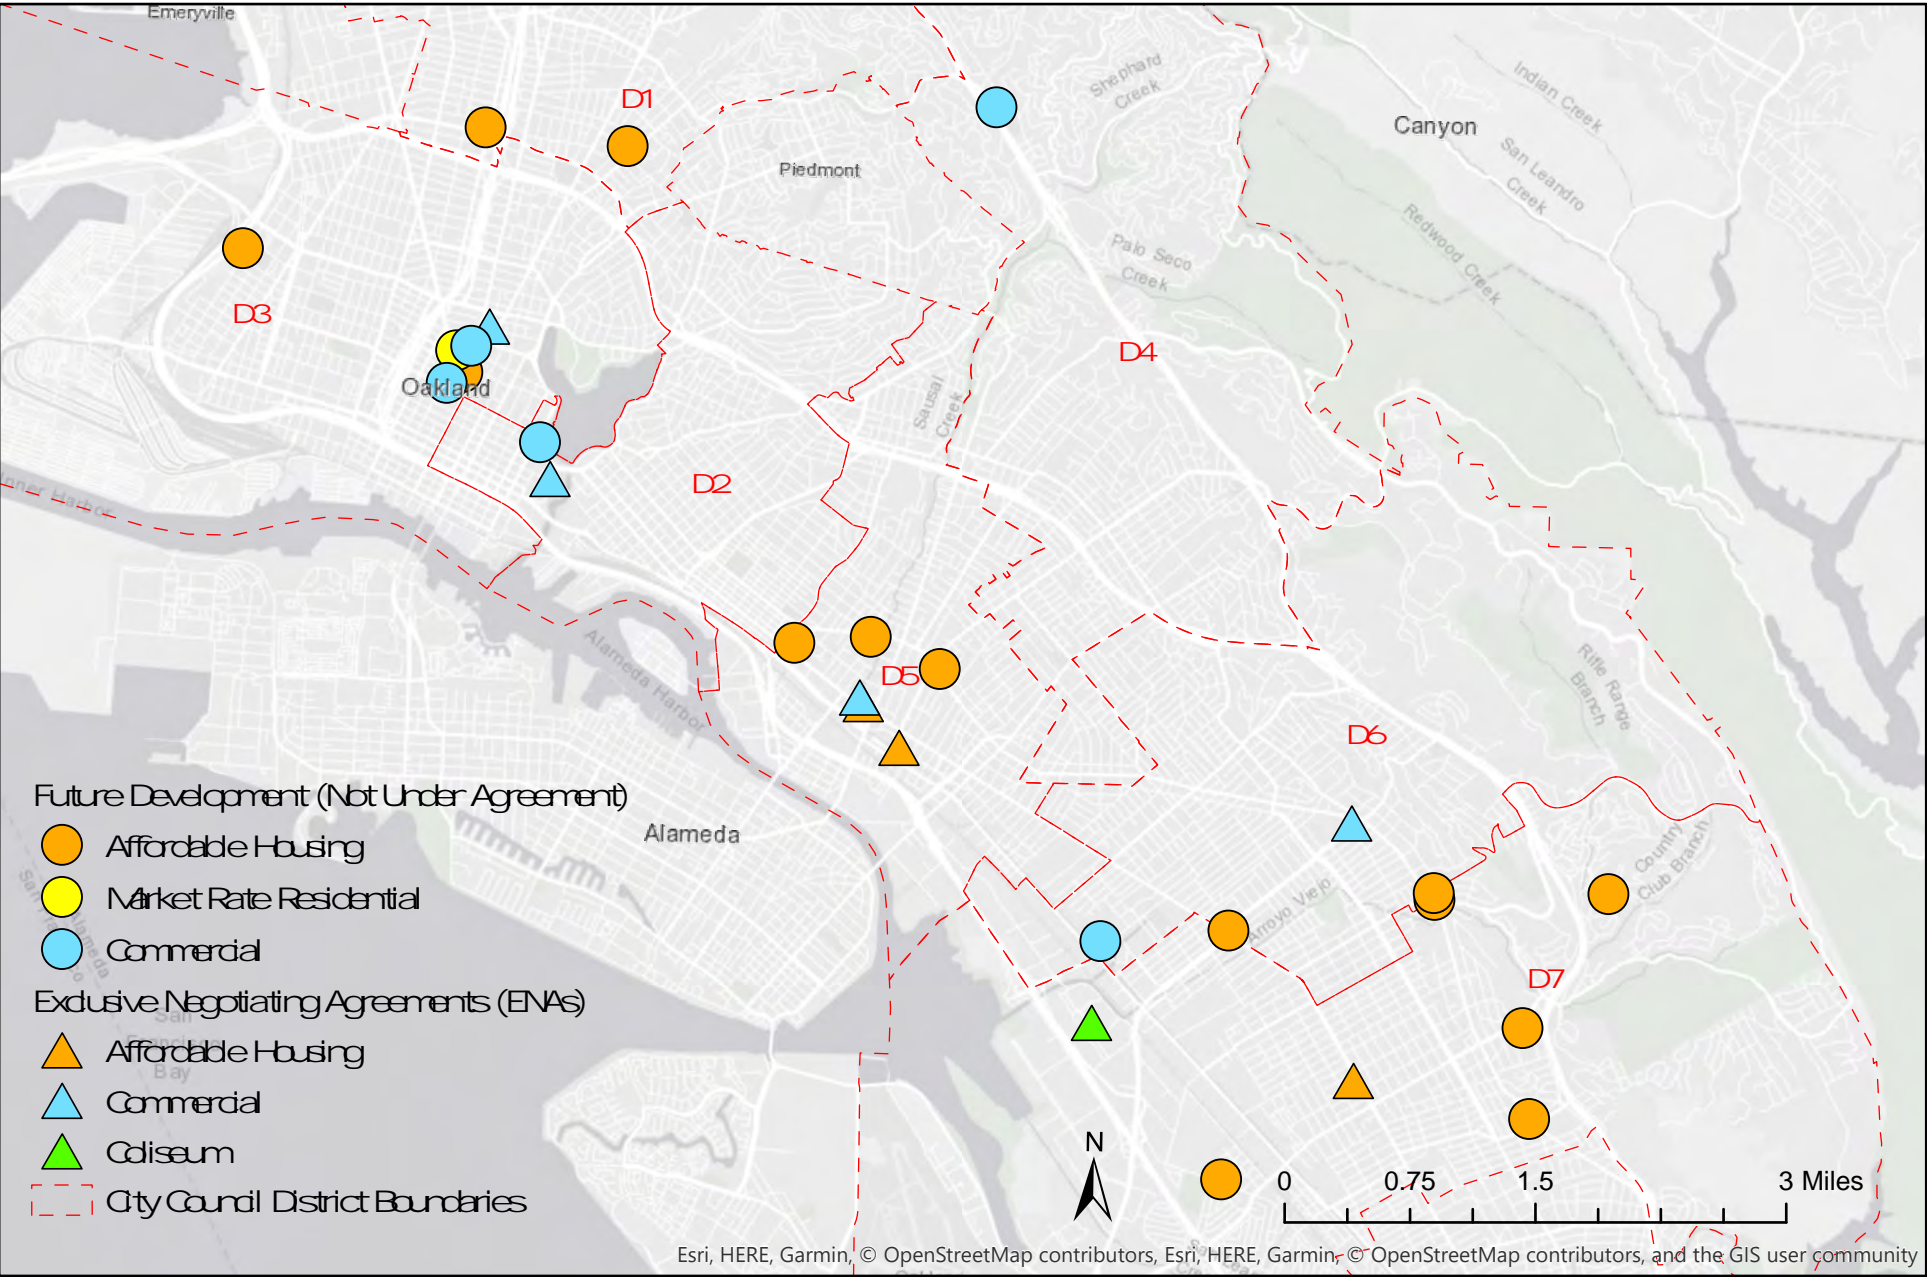 Emeryville
D1
Shephard
Creek
Indian Creek
Canyon
San Leandro
Creek
Piedmont
Redwood Creek
Palo Seco
Creek
D3
D4
Oakland
Sausal
Creek
D2
Inner Harbor
Alameda Harbor
D5
Rifle Range
Branch
D6
Future Development (Not Under Agreement)
Affordable Housing
Market Rate Residential
Commercial
Exclusive Negotiating Agreements (ENAs)
Affordable Housing
Commercial
Coliseum
City Council District Boundaries
Alameda
Country
Club Branch
Arroyo Viejo
D7
Alameda
San
Francisco
Bay
N
0 0.75 1.5 3 Miles
Esri, HERE, Garmin, © OpenStreetMap contributors, Esri, HERE, Garmin, © OpenStreetMap contributors, and the GIS user community